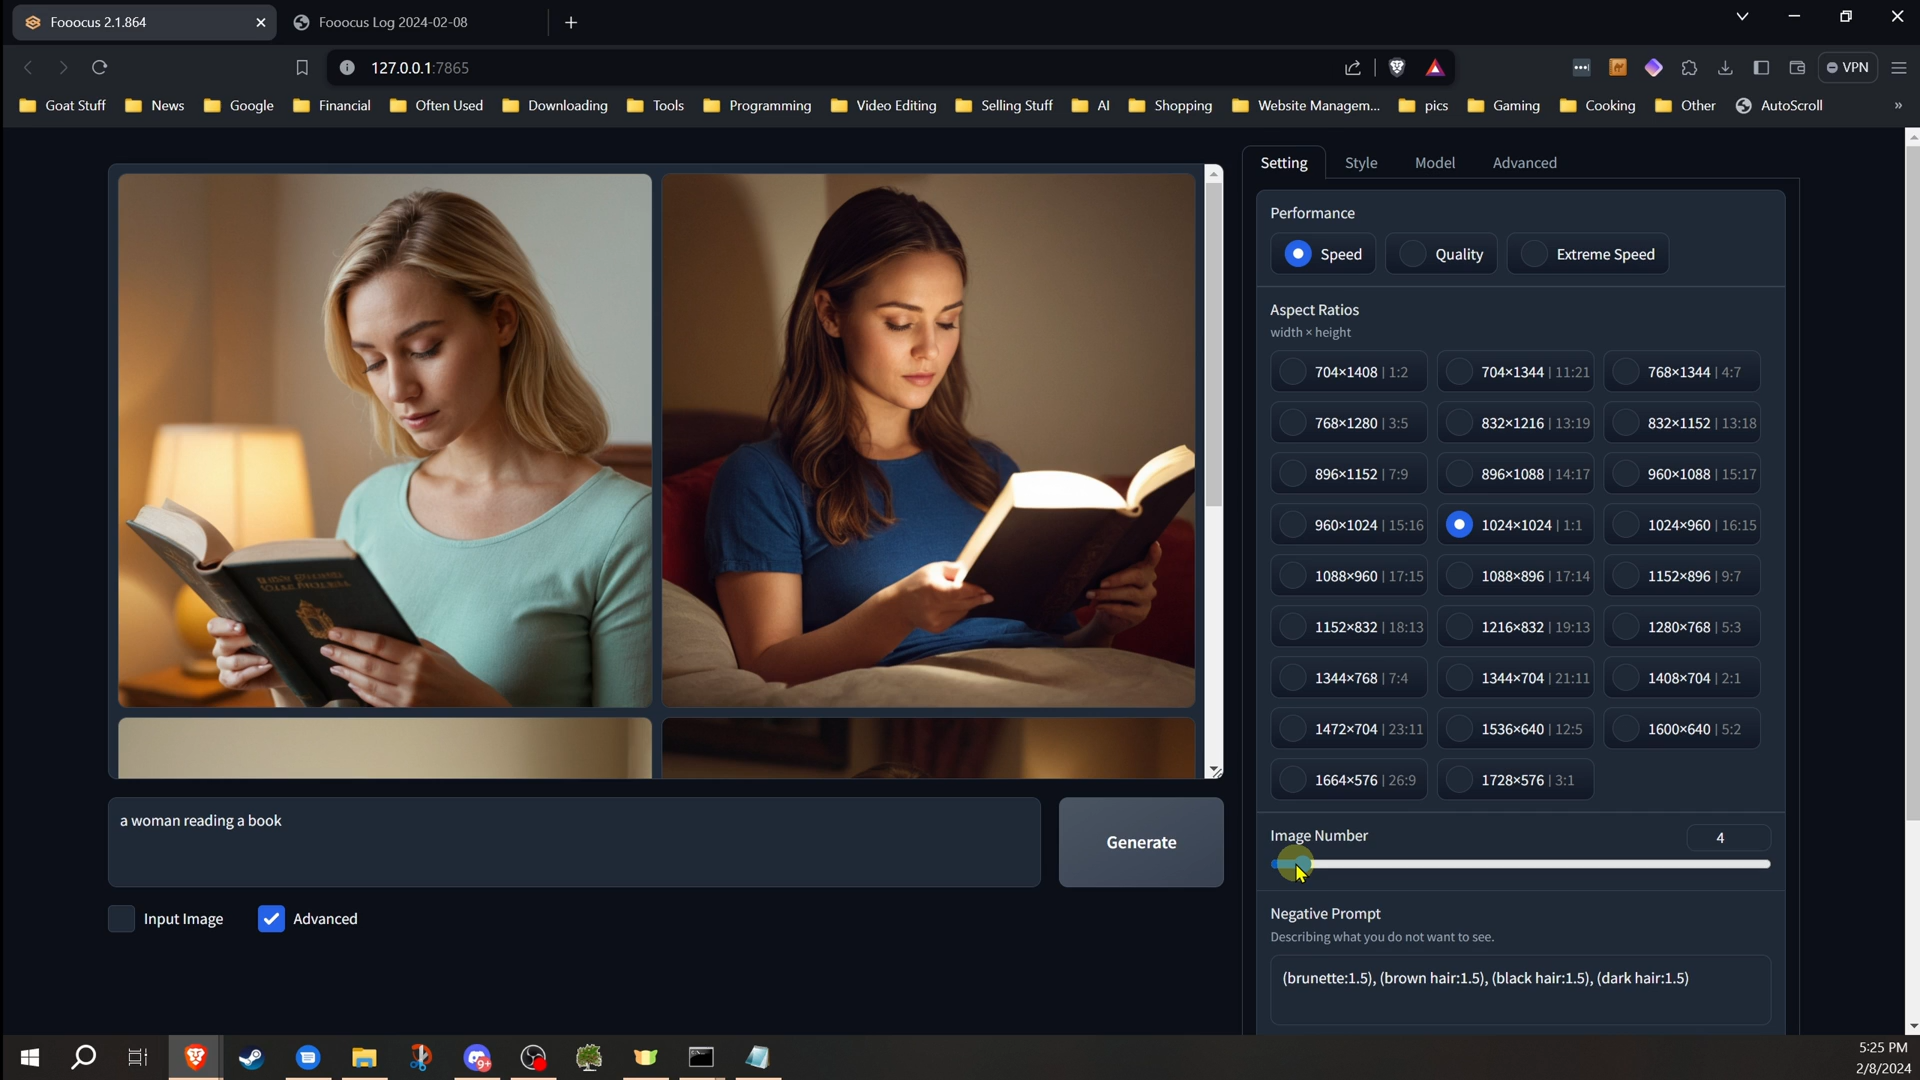 Fooocus 2.1.864
Fooocus Log 2024-02-08
127.0.0.1:7865
VPN
Goat Stuff News Google Financial Often Used Downloading Tools Programming Video Editing Selling Stuff AI Shopping Website Managem... pics Gaming Cooking Other AutoScroll »
Setting Style Model Advanced
Performance
Speed Quality Extreme Speed
Aspect Ratios
width × height
704×1408 | 1:2 704×1344 | 11:21 768×1344 | 4:7
768×1280 | 3:5 832×1216 | 13:19 832×1152 | 13:18
896×1152 | 7:9 896×1088 | 14:17 960×1088 | 15:17
960×1024 | 15:16 1024×1024 | 1:1 1024×960 | 16:15
1088×960 | 17:15 1088×896 | 17:14 1152×896 | 9:7
1152×832 | 18:13 1216×832 | 19:13 1280×768 | 5:3
1344×768 | 7:4 1344×704 | 21:11 1408×704 | 2:1
1472×704 | 23:11 1536×640 | 12:5 1600×640 | 5:2
1664×576 | 26:9 1728×576 | 3:1
a woman reading a book
Generate
Input Image Advanced
Image Number 4
Negative Prompt
Describing what you do not want to see.
(brunette:1.5), (brown hair:1.5), (black hair:1.5), (dark hair:1.5)
9+
5:25 PM
2/8/2024